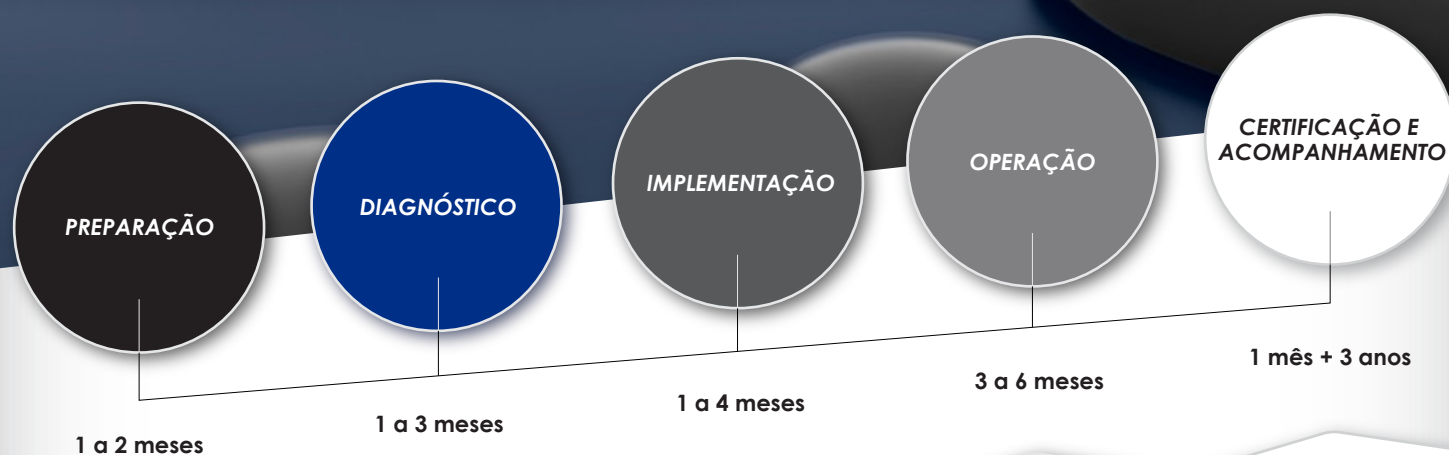 PREPARAÇÃO
1 a 2 meses
DIAGNÓSTICO
1 a 3 meses
IMPLEMENTAÇÃO
1 a 4 meses
OPERAÇÃO
3 a 6 meses
CERTIFICAÇÃO E
ACOMPANHAMENTO
1 mês + 3 anos